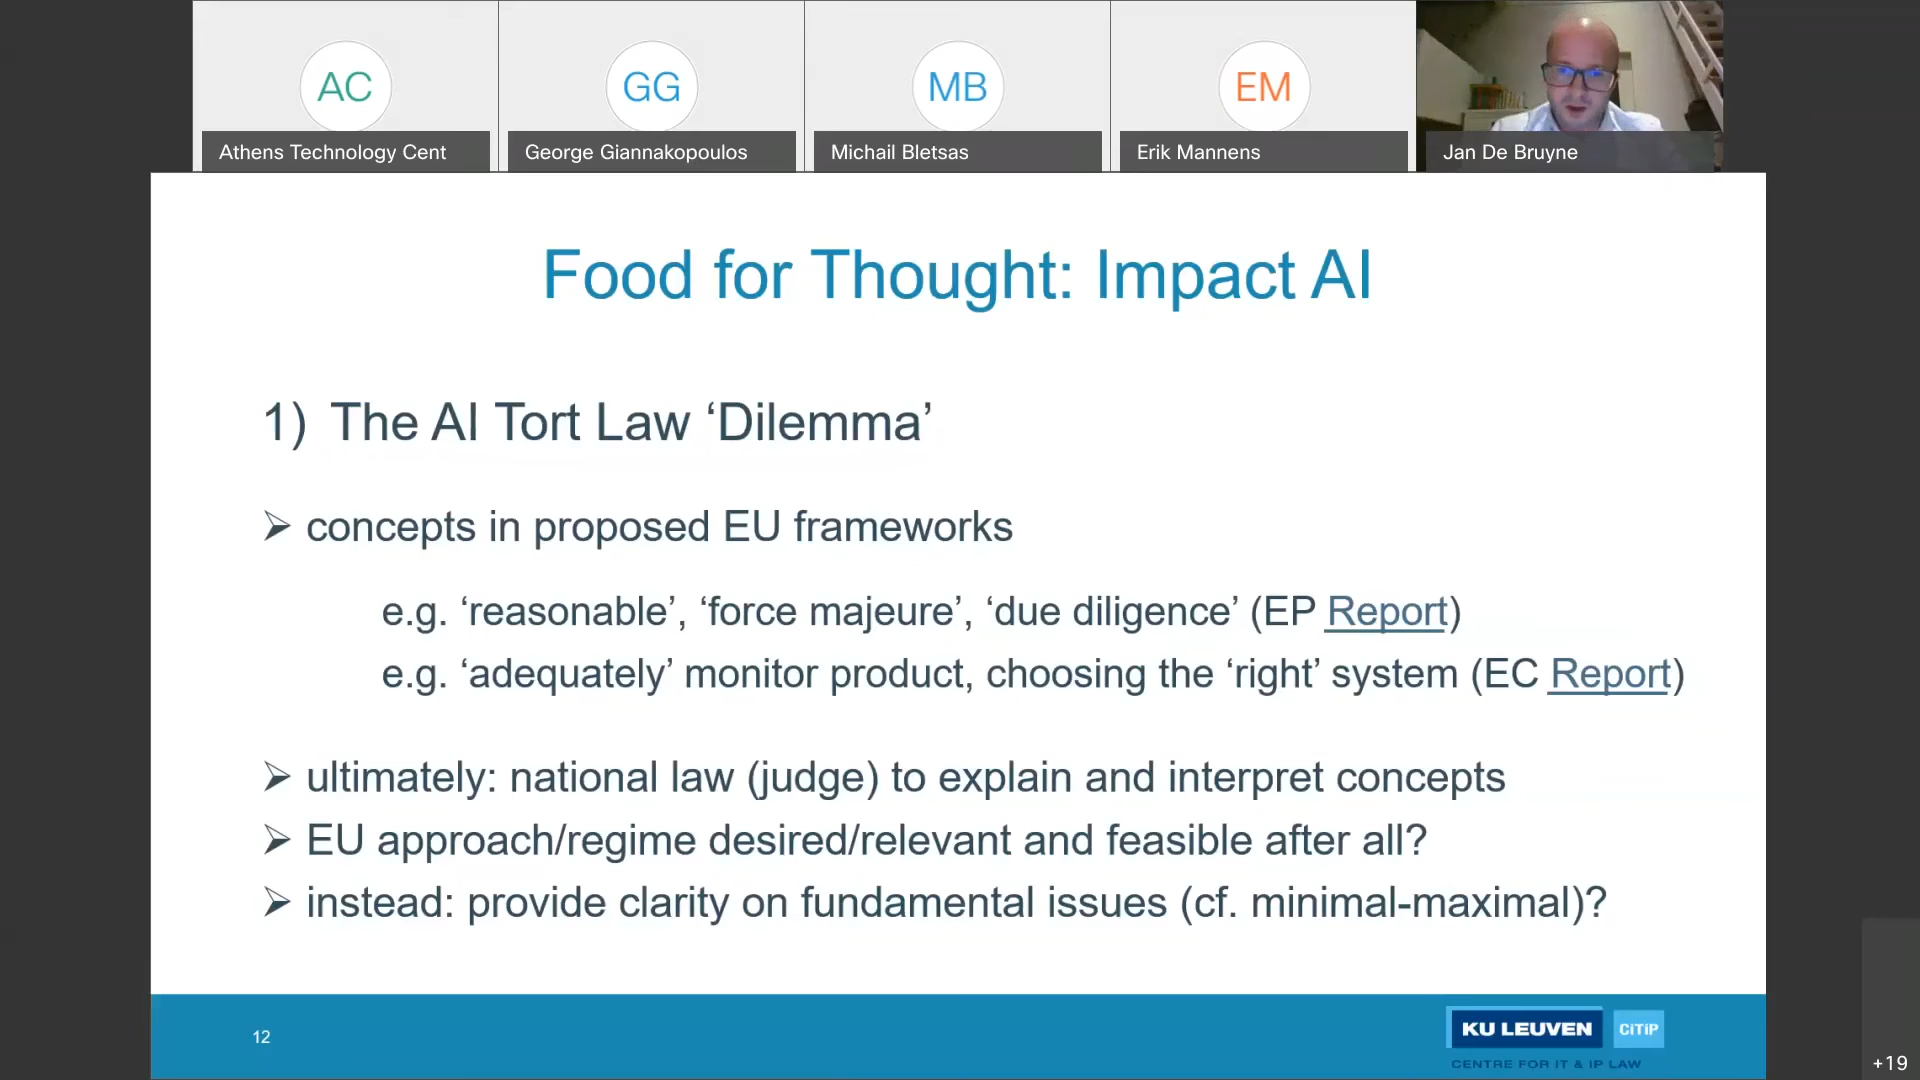 AC
GG
MB
EM
Athens Technology Cent
George Giannakopoulos
Michail Bletsas
Erik Mannens
Jan De Bruyne
Food for Thought: Impact AI
1) The AI Tort Law ‘Dilemma’
➢ concepts in proposed EU frameworks
e.g. ‘reasonable’, ‘force majeure’, ‘due diligence’ (EP Report)
e.g. ‘adequately’ monitor product, choosing the ‘right’ system (EC Report)
➢ ultimately: national law (judge) to explain and interpret concepts
➢ EU approach/regime desired/relevant and feasible after all?
➢ instead: provide clarity on fundamental issues (cf. minimal-maximal)?
12
KU LEUVEN CiTiP
CENTRE FOR IT & IP LAW
+19